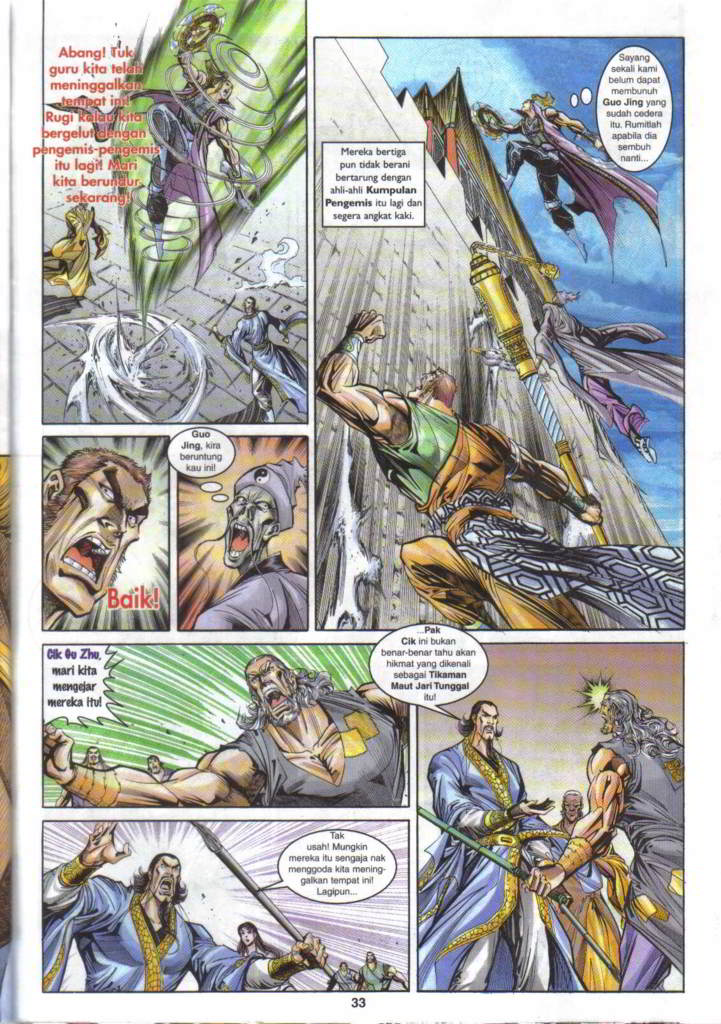 Abang! Tuk
guru kita telah
meninggalkan
tempat ini!
Rugi kalau kita
bergelut dengan
pengemis-pengemis
itu lagi! Mari
kita berundur
sekarang!
Sayang
sekali kami
belum dapat
membunuh
Guo Jing yang
sudah cedera
itu. Rumitlah
apabila dia
sembuh
nanti...
Mereka bertiga
pun tidak berani
bertarung dengan
ahli-ahli Kumpulan
Pengemis itu lagi dan
segera angkat kaki.
Baik!
Guo
Jing, kira
beruntung
kau ini!
Cik Gu Zhu,
mari kita
mengejar
mereka itu!
...Pak
Cik ini bukan
benar-benar tahu akan
hikmat yang dikenali
sebagai Tikaman
Maut Jari Tunggal
itu!
Tak
usah! Mungkin
mereka itu sengaja nak
menggoda kita mening-
galkan tempat ini!
Lagipun...
33